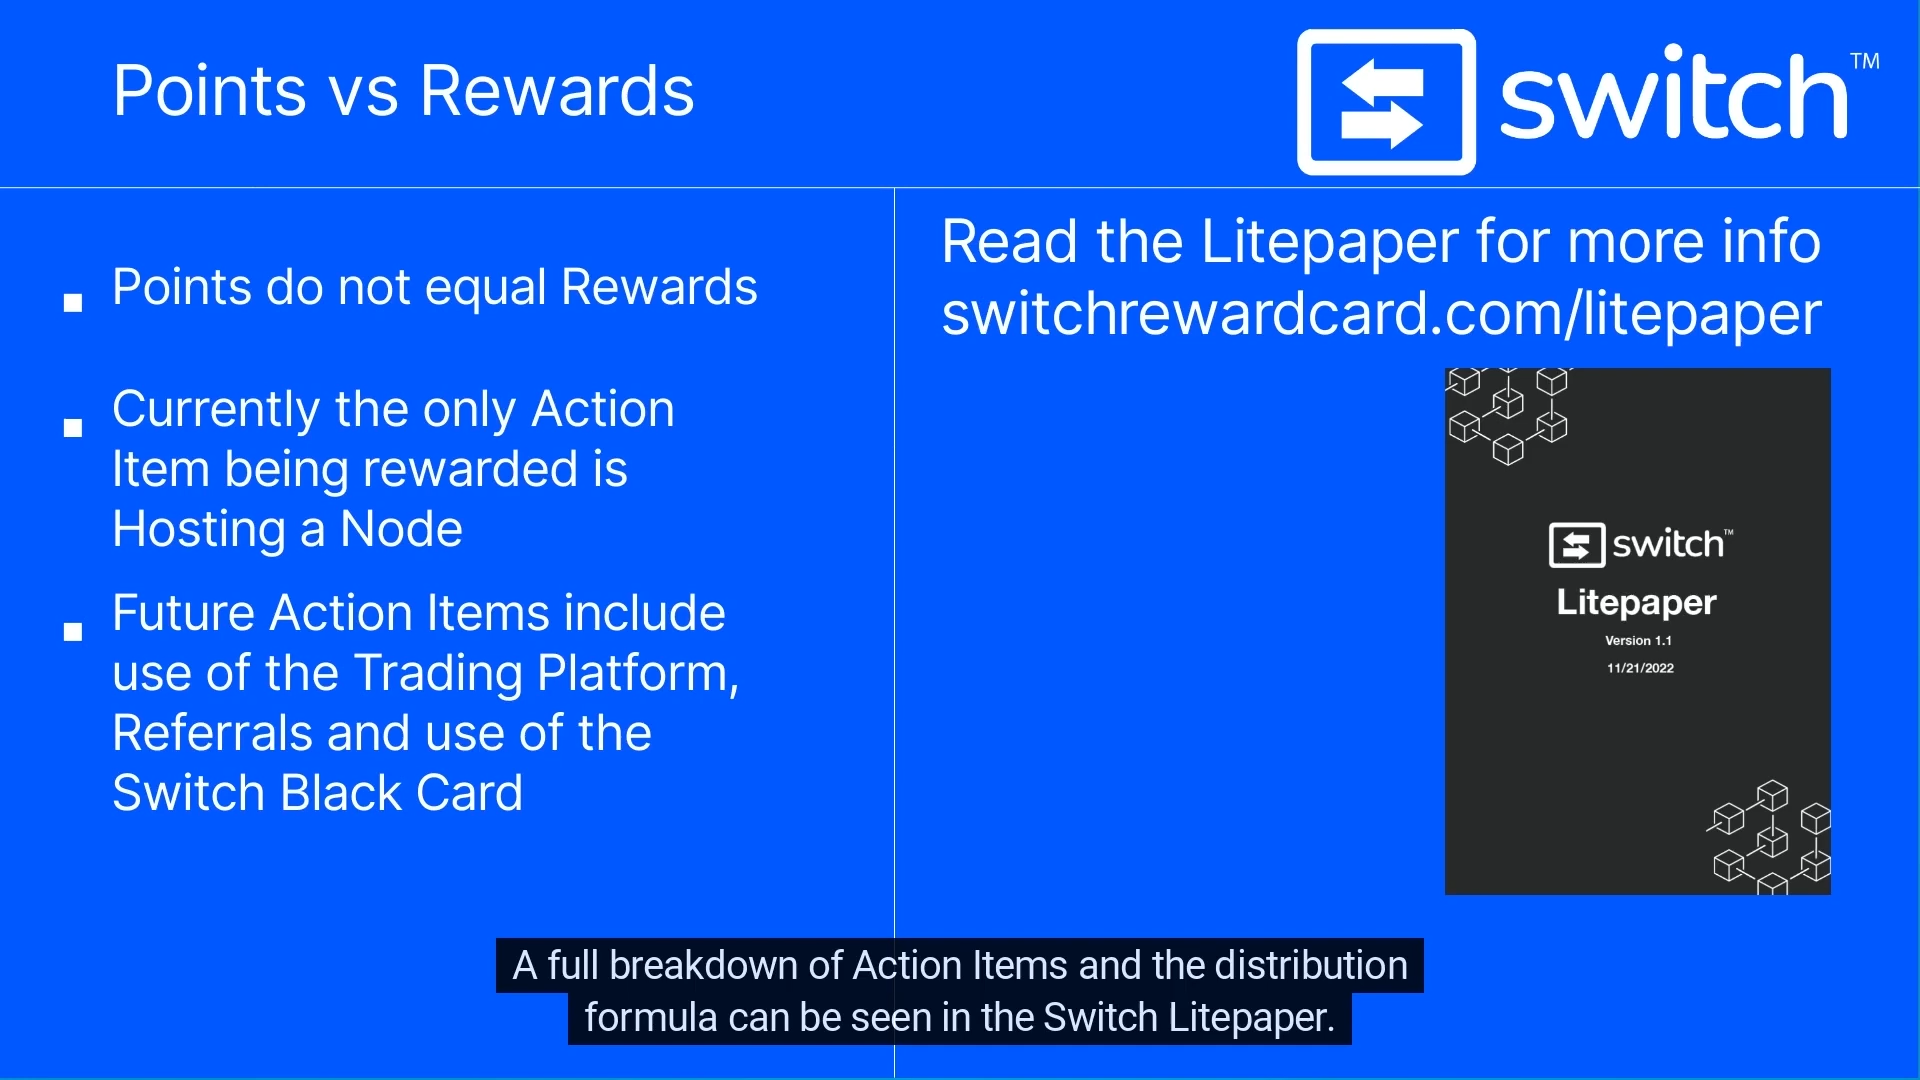 Points vs Rewards
switch™
Points do not equal Rewards
Currently the only Action
Item being rewarded is
Hosting a Node
Future Action Items include
use of the Trading Platform,
Referrals and use of the
Switch Black Card
Read the Litepaper for more info
switchrewardcard.com/litepaper
switch™
Litepaper
Version 1.1
11/21/2022
A full breakdown of Action Items and the distribution
formula can be seen in the Switch Litepaper.